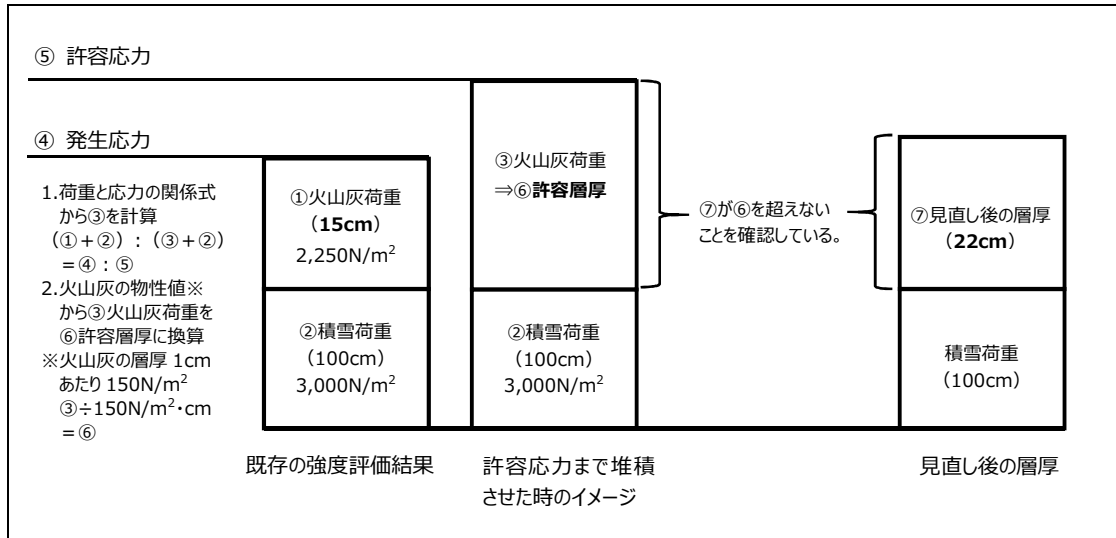 ⑤ 許容応力
④ 発生応力
1.荷重と応力の関係式
から③を計算
(①+②):(③+②)
=④:⑤
2.火山灰の物性値※
から③火山灰荷重を
⑥許容層厚に換算
※火山灰の層厚 1cm
あたり 150N/m²
③÷150N/m²・cm
=⑥
①火山灰荷重
(15cm)
2,250N/m²
②積雪荷重
(100cm)
3,000N/m²
既存の強度評価結果
③火山灰荷重
⇒⑥許容層厚
②積雪荷重
(100cm)
3,000N/m²
許容応力まで堆積
させた時のイメージ
⑦が⑥を超えない
ことを確認している。
⑦見直し後の層厚
(22cm)
積雪荷重
(100cm)
見直し後の層厚